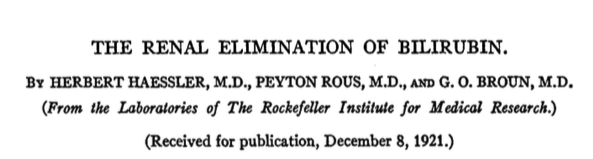 THE RENAL ELIMINATION OF BILIRUBIN.
BY HERBERT HAESSLER, M.D., PEYTON ROUS, M.D., AND G. O. BROUN, M.D.
(From the Laboratories of The Rockefeller Institute for Medical Research.)
(Received for publication, December 8, 1921.)